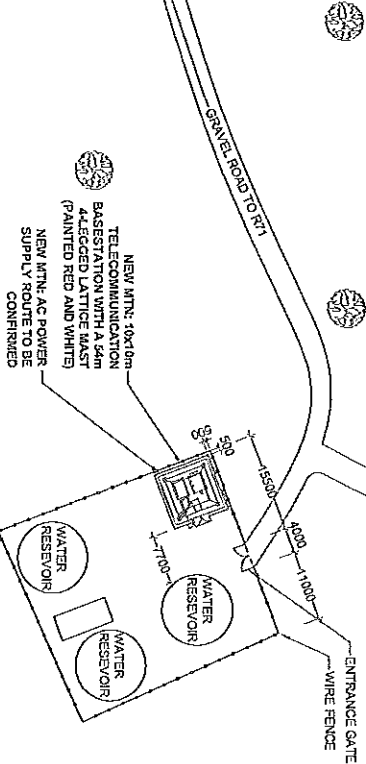 GRAVEL ROAD TO R71
NEW MTN: 10x10m
TELECOMMUNICATION
BASESTATION WITH A 54m
4-LEGGED LATTICE MAST
(PAINTED RED AND WHITE)
NEW MTN: AC POWER
SUPPLY ROUTE TO BE
CONFIRMED
500
15500
4000
11000
7700
ENTRANCE GATE
WIRE FENCE
WATER
RESEVOIR
WATER
RESEVOIR
WATER
RESEVOIR